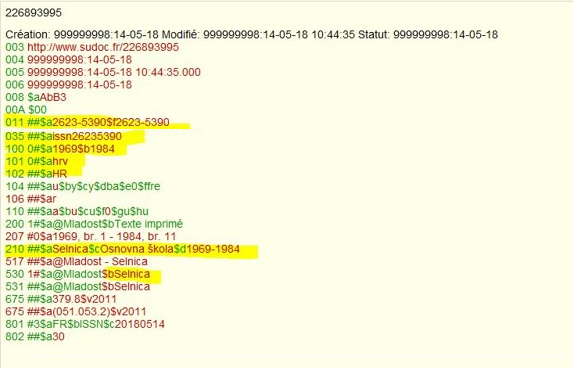 226893995
Création: 999999998:14-05-18 Modifié: 999999998:14-05-18 10:44:35 Statut: 999999998:14-05-18
003 http://www.sudoc.fr/226893995
004 999999998:14-05-18
005 999999998:14-05-18 10:44:35.000
006 999999998:14-05-18
008 $aAbB3
00A $00
011 ##$a2623-5390$f2623-5390
035 ##$aissn26235390
100 0#$a1969$b1984
101 0#$ahrv
102 ##$aHR
104 ##$au$by$cy$dba$e0$ffre
106 ##$ar
110 ##$aa$bu$cu$f0$gu$hu
200 1#$a@Mladost$bTexte imprimé
207 #0$a1969, br. 1 - 1984, br. 11
210 ##$aSelnica$cOsnovna škola$d1969-1984
517 ##$a@Mladost - Selnica
530 1#$a@Mladost$bSelnica
531 ##$a@Mladost$bSelnica
675 ##$a379.8$v2011
675 ##$a(051.053.2)$v2011
801 #3$aFR$bISSN$c20180514
802 ##$a30